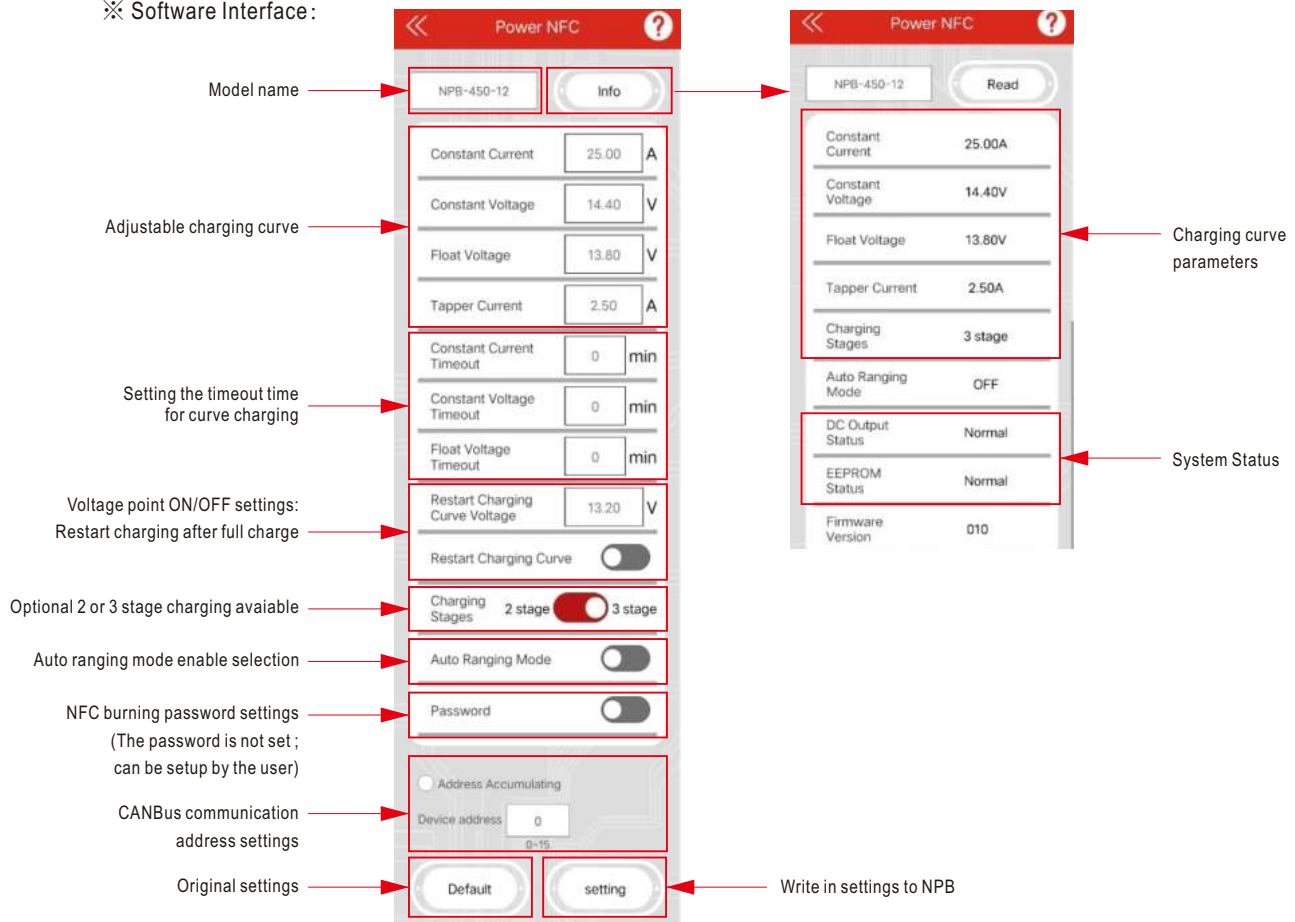 ※ Software Interface:
Power NFC
?
Model name
NPB-450-12
Info
Adjustable charging curve
Constant Current 25.00 A
Constant Voltage 14.40 V
Float Voltage 13.80 V
Tapper Current 2.50 A
Setting the timeout time
for curve charging
Constant Current
Timeout
0 min
Constant Voltage
Timeout
0 min
Float Voltage
Timeout
0 min
Voltage point ON/OFF settings:
Restart charging after full charge
Restart Charging
Curve Voltage
13.20 V
Restart Charging Curve
Optional 2 or 3 stage charging avaiable
Charging
Stages
2 stage 3 stage
Auto ranging mode enable selection
Auto Ranging Mode
NFC burning password settings
(The password is not set ;
can be setup by the user)
Password
CANBus communication
address settings
Address Accumulating
Device address 0
0~15
Original settings
Default
setting
Write in settings to NPB
Power NFC
?
NPB-450-12
Read
Constant
Current
25.00A
Constant
Voltage
14.40V
Float Voltage 13.80V
Tapper Current 2.50A
Charging
Stages
3 stage
Charging curve
parameters
Auto Ranging
Mode
OFF
DC Output
Status
Normal
EEPROM
Status
Normal
System Status
Firmware
Version
010